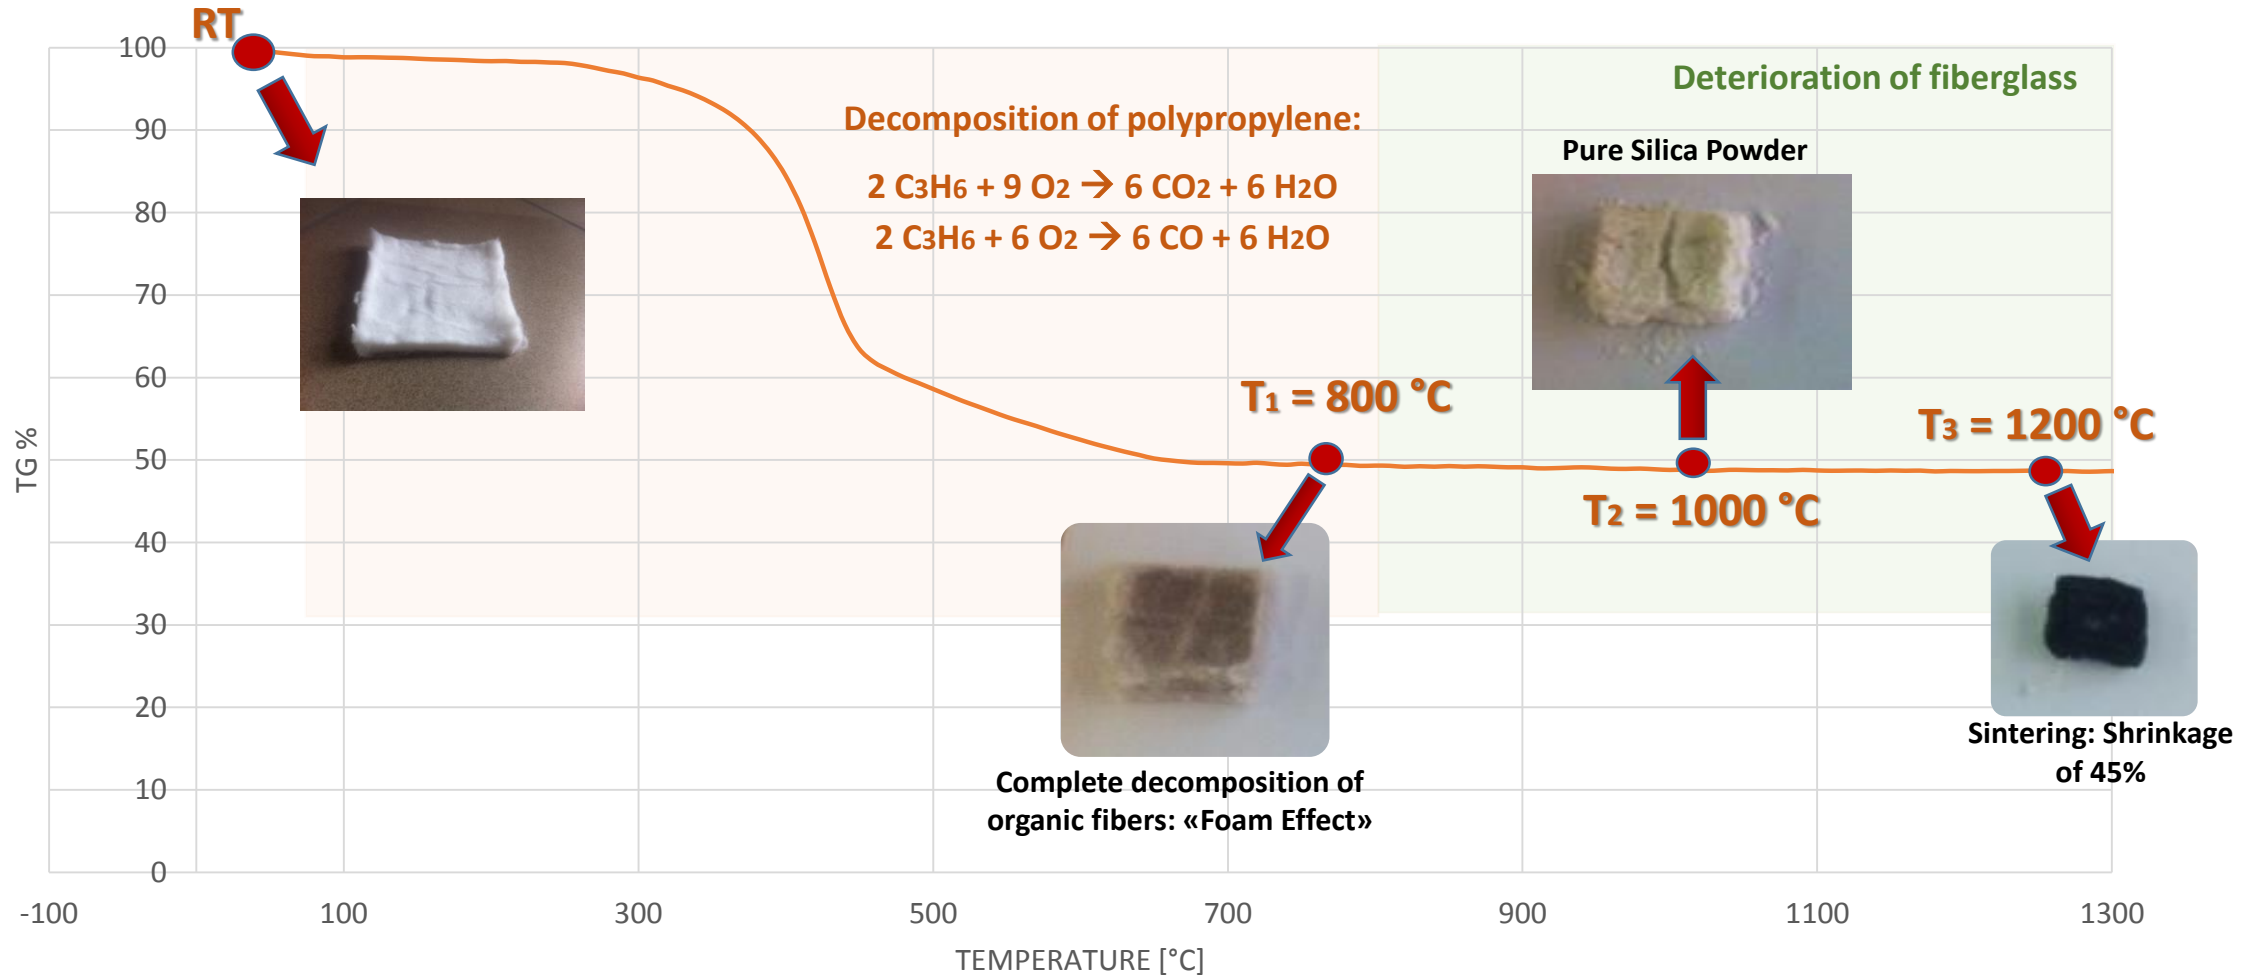 RT
100
90
80
70
60
50
40
30
20
10
0
TG %
-100
100
300
500
700
900
1100
1300
TEMPERATURE [°C]
Decomposition of polypropylene:
2 C3H6 + 9 O2 → 6 CO2 + 6 H2O
2 C3H6 + 6 O2 → 6 CO + 6 H2O
Deterioration of fiberglass
Pure Silica Powder
T1 = 800 °C
T2 = 1000 °C
T3 = 1200 °C
Complete decomposition of
organic fibers: «Foam Effect»
Sintering: Shrinkage
of 45%